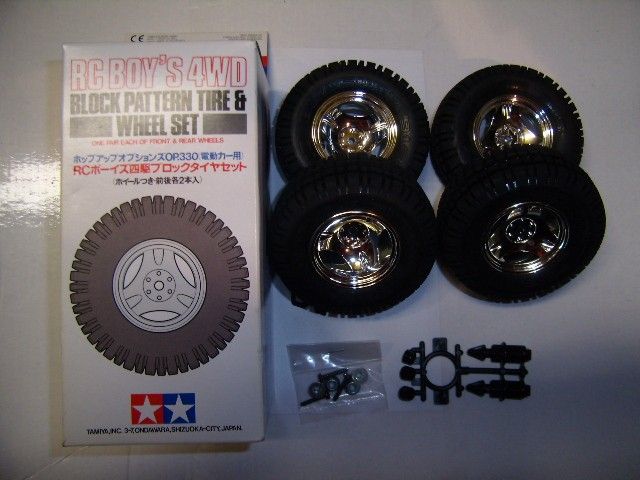 RC BOY'S 4WD
BLOCK PATTERN TIRE &
WHEEL SET
ONE PAIR EACH OF FRONT & REAR WHEELS
ホップアップオプションズOP.330(電動カー用)
RCボーイズ四駆ブロックタイヤセット
(ホイールつき・前後各2本入)
TAMIYA, INC. 3-7, ONDAWARA, SHIZUOKA-CITY, JAPAN.
CE